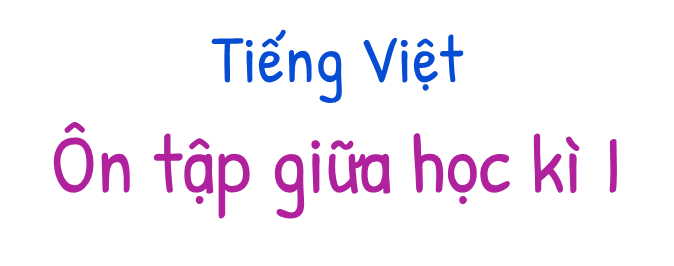 Tiếng Việt
Ôn tập giữa học kì 1